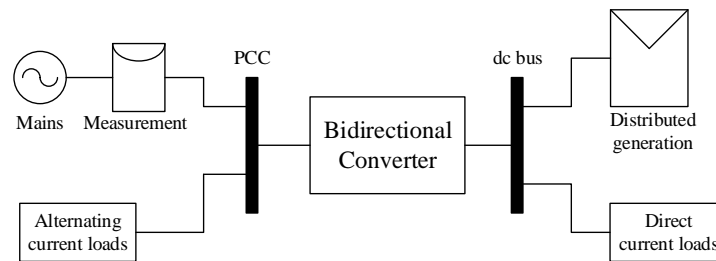 PCC
dc bus
Mains
Measurement
Bidirectional
Converter
Distributed
generation
Alternating
current loads
Direct
current loads